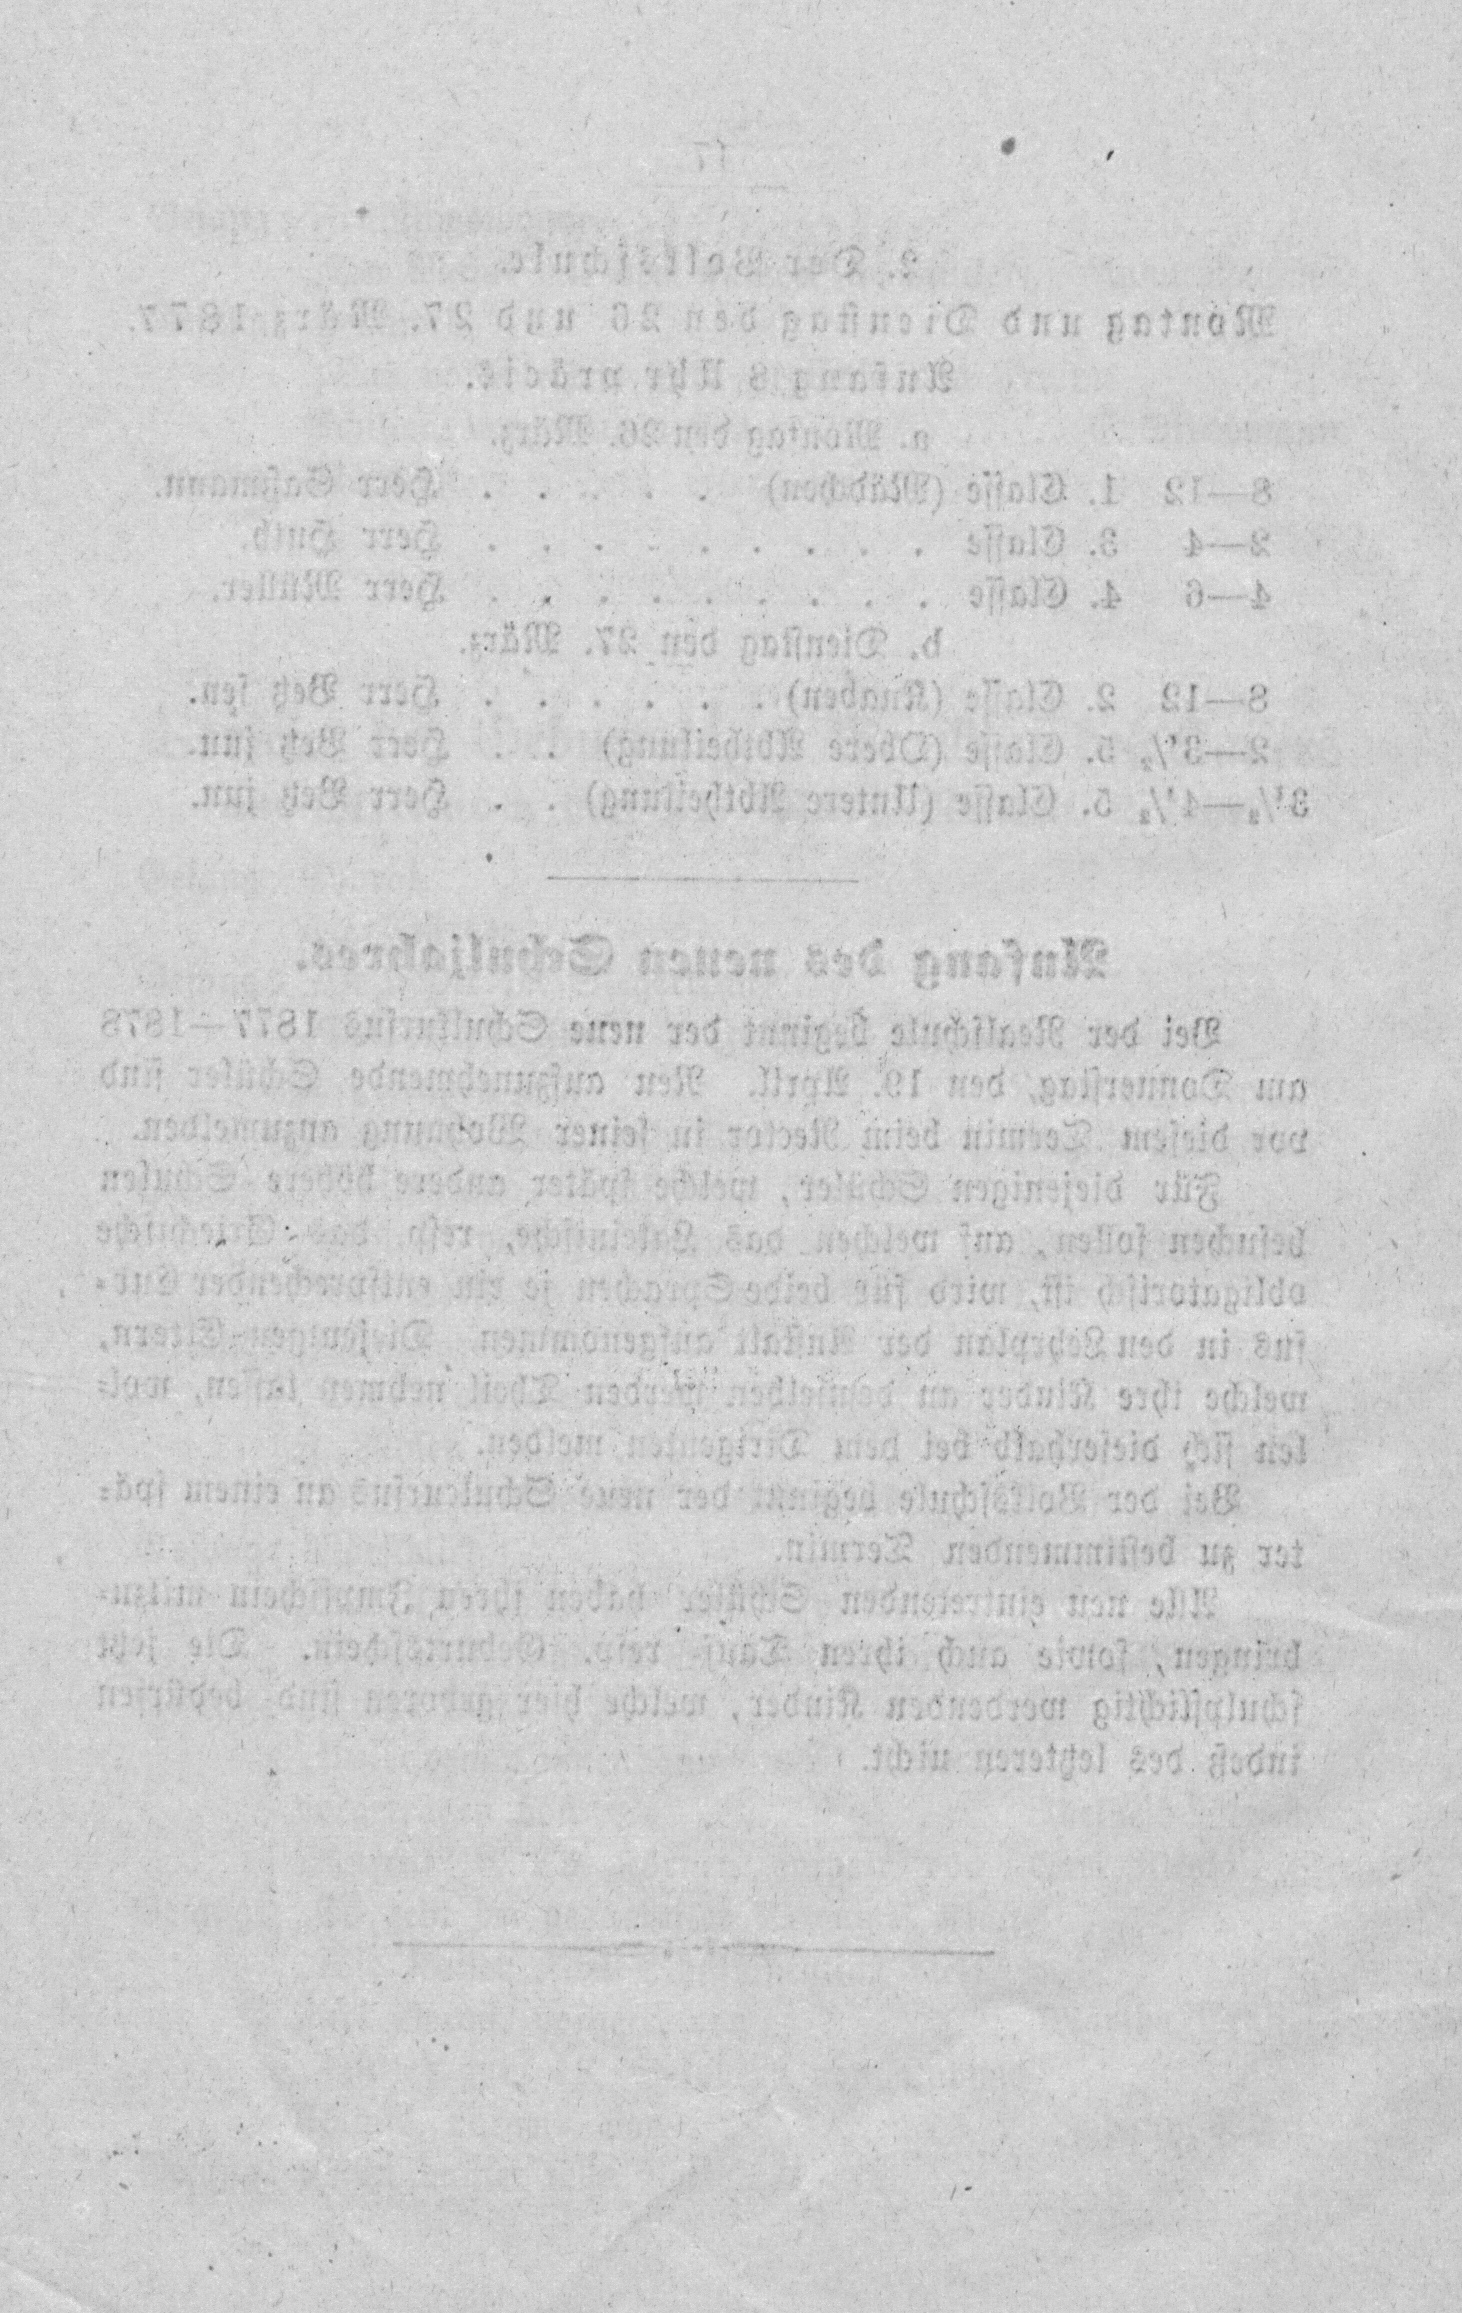 17
2. Der Volksschule.
Montag und Dienstag den 26 und 27. März 1877.
Anfang 8 Uhr präcis.
a. Montag den 26. März.
8—12 1. Classe (Mädchen) . . . . . Herr Saßmann.
2—4 3. Classe . . . . . . . . . Herr Huth.
4—6 4. Classe . . . . . . . . . Herr Müller.
b. Dienstag den 27. März.
8—12 2. Classe (Knaben) . . . . . . Herr Betz sen.
2—3½ 5. Classe (Obere Abtheilung) . . Herr Betz jun.
3½—4½ 5. Classe (Untere Abtheilung) . . Herr Betz jun.
Anfang des neuen Schuljahres.
Bei der Realschule beginnt der neue Schulkursus 1877—1878
am Donnerstag, den 19. April. Neu aufzunehmende Schüler sind
vor diesem Termin beim Rector in seiner Wohnung anzumelden.
Für diejenigen Schüler, welche später andere höhere Schulen
besuchen sollen, auf welchen das Lateinische, resp. das Griechische
obligatorisch ist, wird für beide Sprachen je ein entsprechender Cur-
sus in den Lehrplan der Anstalt aufgenommen. Diejenigen Eltern,
welche ihre Kinder an demselben werden Theil nehmen lassen, wol-
len sich dieserhalb bei dem Dirigenten melden.
Bei der Volksschule beginnt der neue Schulcursus an einem spä-
ter zu bestimmenden Termin.
Alle neu eintretenden Schüler haben ihren Impfschein mitzu-
bringen, sowie auch ihren Tauf- resp. Geburtsschein. Die jetzt
schulpflichtig werdenden Kinder, welche hier geboren sind, bedürfen
indeß des letzteren nicht.